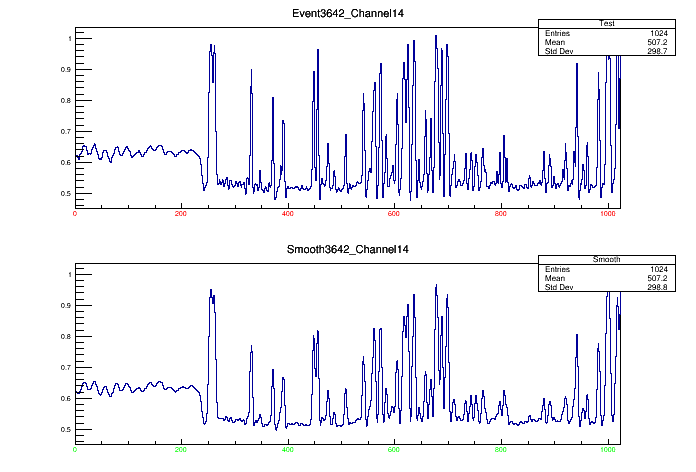 Event3642_Channel14
Test
Entries 1024
Mean 507.2
Std Dev 298.7
1
0.9
0.8
0.7
0.6
0.5
0 200 400 600 800 1000
Smooth3642_Channel14
Smooth
Entries 1024
Mean 507.2
Std Dev 298.8
1
0.9
0.8
0.7
0.6
0.5
0 200 400 600 800 1000